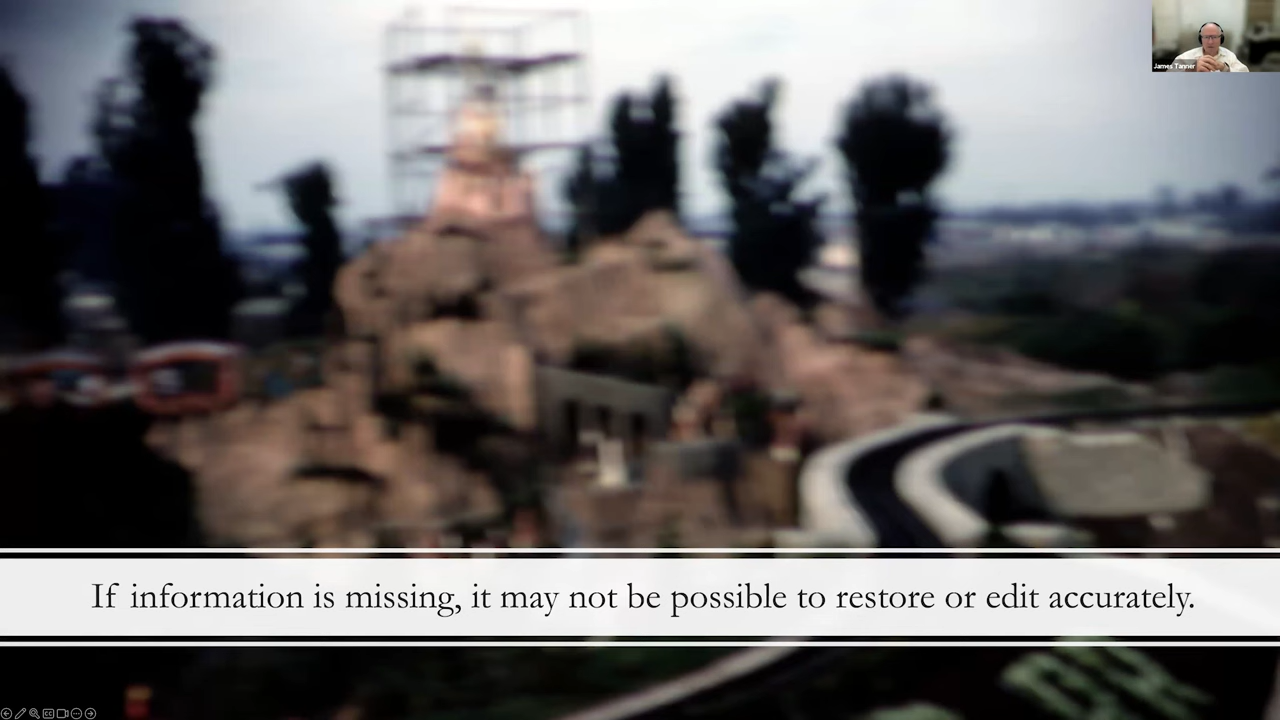 James Tanner
If information is missing, it may not be possible to restore or edit accurately.